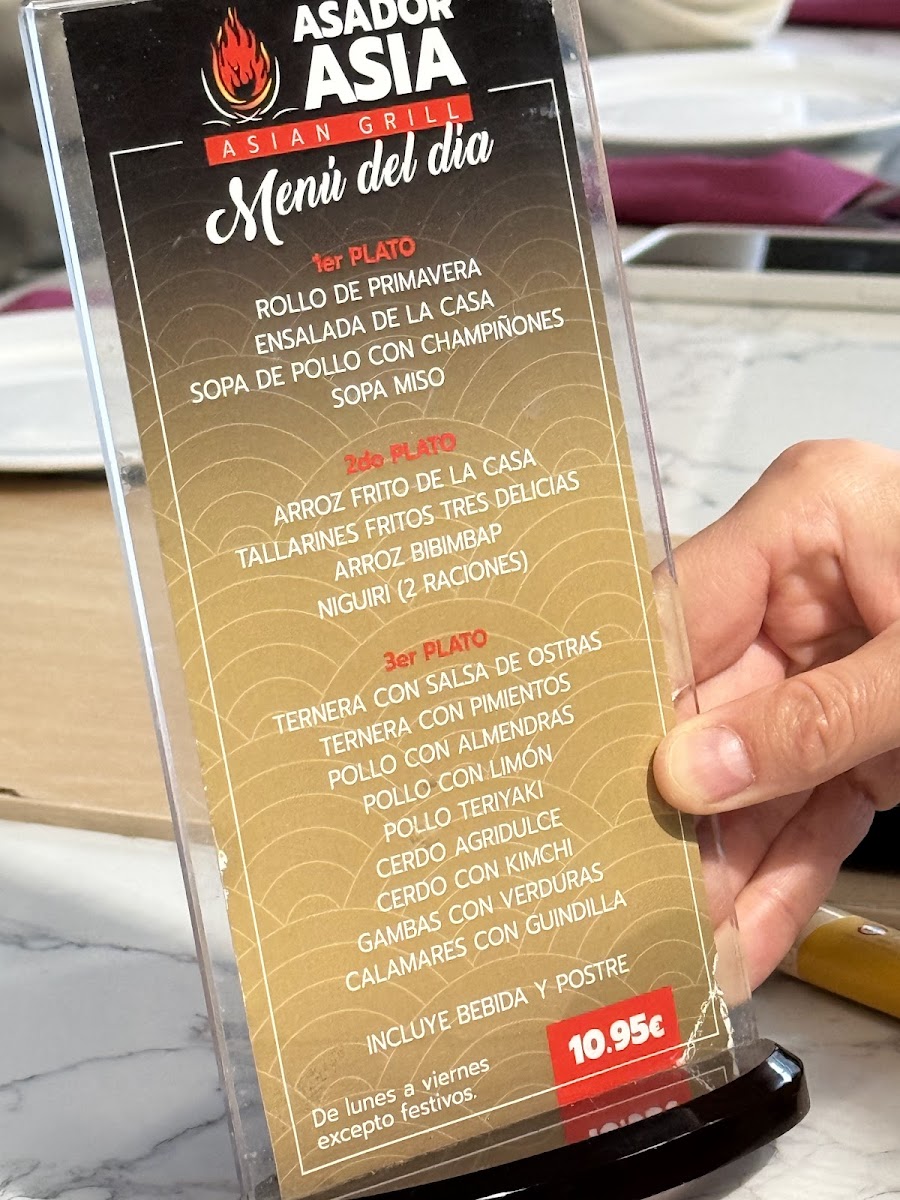 ASADOR
ASIA
ASIAN GRILL
Menú del día
1er PLATO
ROLLO DE PRIMAVERA
ENSALADA DE LA CASA
SOPA DE POLLO CON CHAMPIÑONES
SOPA MISO
2do PLATO
ARROZ FRITO DE LA CASA
TALLARINES FRITOS TRES DELICIAS
ARROZ BIBIMBAP
NIGUIRI (2 RACIONES)
3er PLATO
TERNERA CON SALSA DE OSTRAS
TERNERA CON PIMIENTOS
POLLO CON ALMENDRAS
POLLO CON LIMÓN
POLLO TERIYAKI
CERDO AGRIDULCE
CERDO CON KIMCHI
GAMBAS CON VERDURAS
CALAMARES CON GUINDILLA
INCLUYE BEBIDA Y POSTRE
10.95€
De lunes a viernes
excepto festivos.